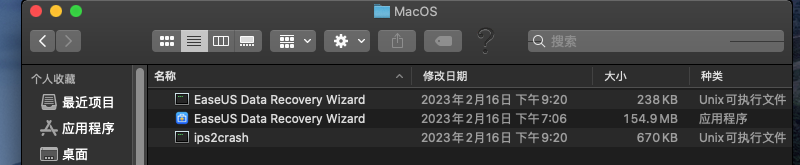 MacOS
搜索
个人收藏
最近项目
应用程序
桌面
名称 修改日期 大小 种类
EaseUS Data Recovery Wizard 2023年2月16日 下午9:20 238 KB Unix可执行文件
EaseUS Data Recovery Wizard 2023年2月16日 下午7:06 154.9 MB 应用程序
ips2crash 2023年2月16日 下午9:20 670 KB Unix可执行文件